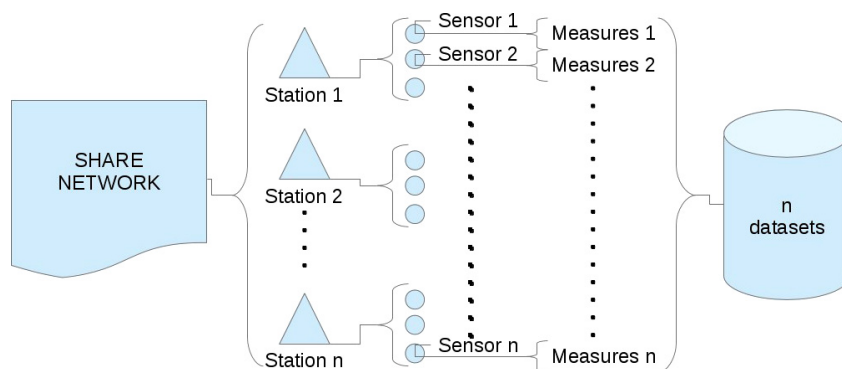 SHARE
NETWORK
Station 1
Station 2
Station n
Sensor 1
Sensor 2
Sensor n
Measures 1
Measures 2
Measures n
n
datasets